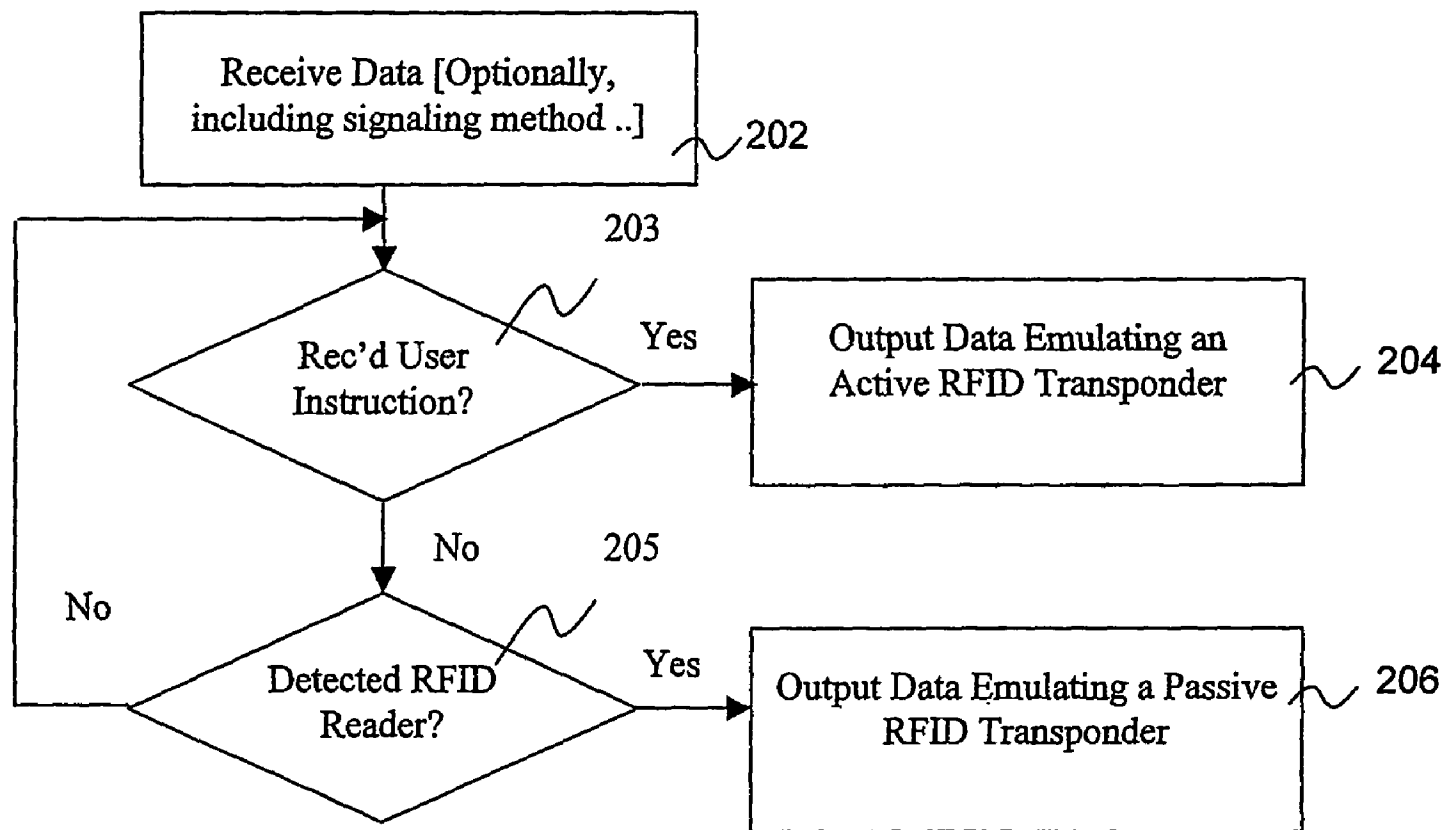 Receive Data [Optionally,
including signaling method ..]
202
203
Rec'd User
Instruction?
Yes
Output Data Emulating an
Active RFID Transponder
204
No
205
No
Detected RFID
Reader?
Yes
Output Data Emulating a Passive
RFID Transponder
206